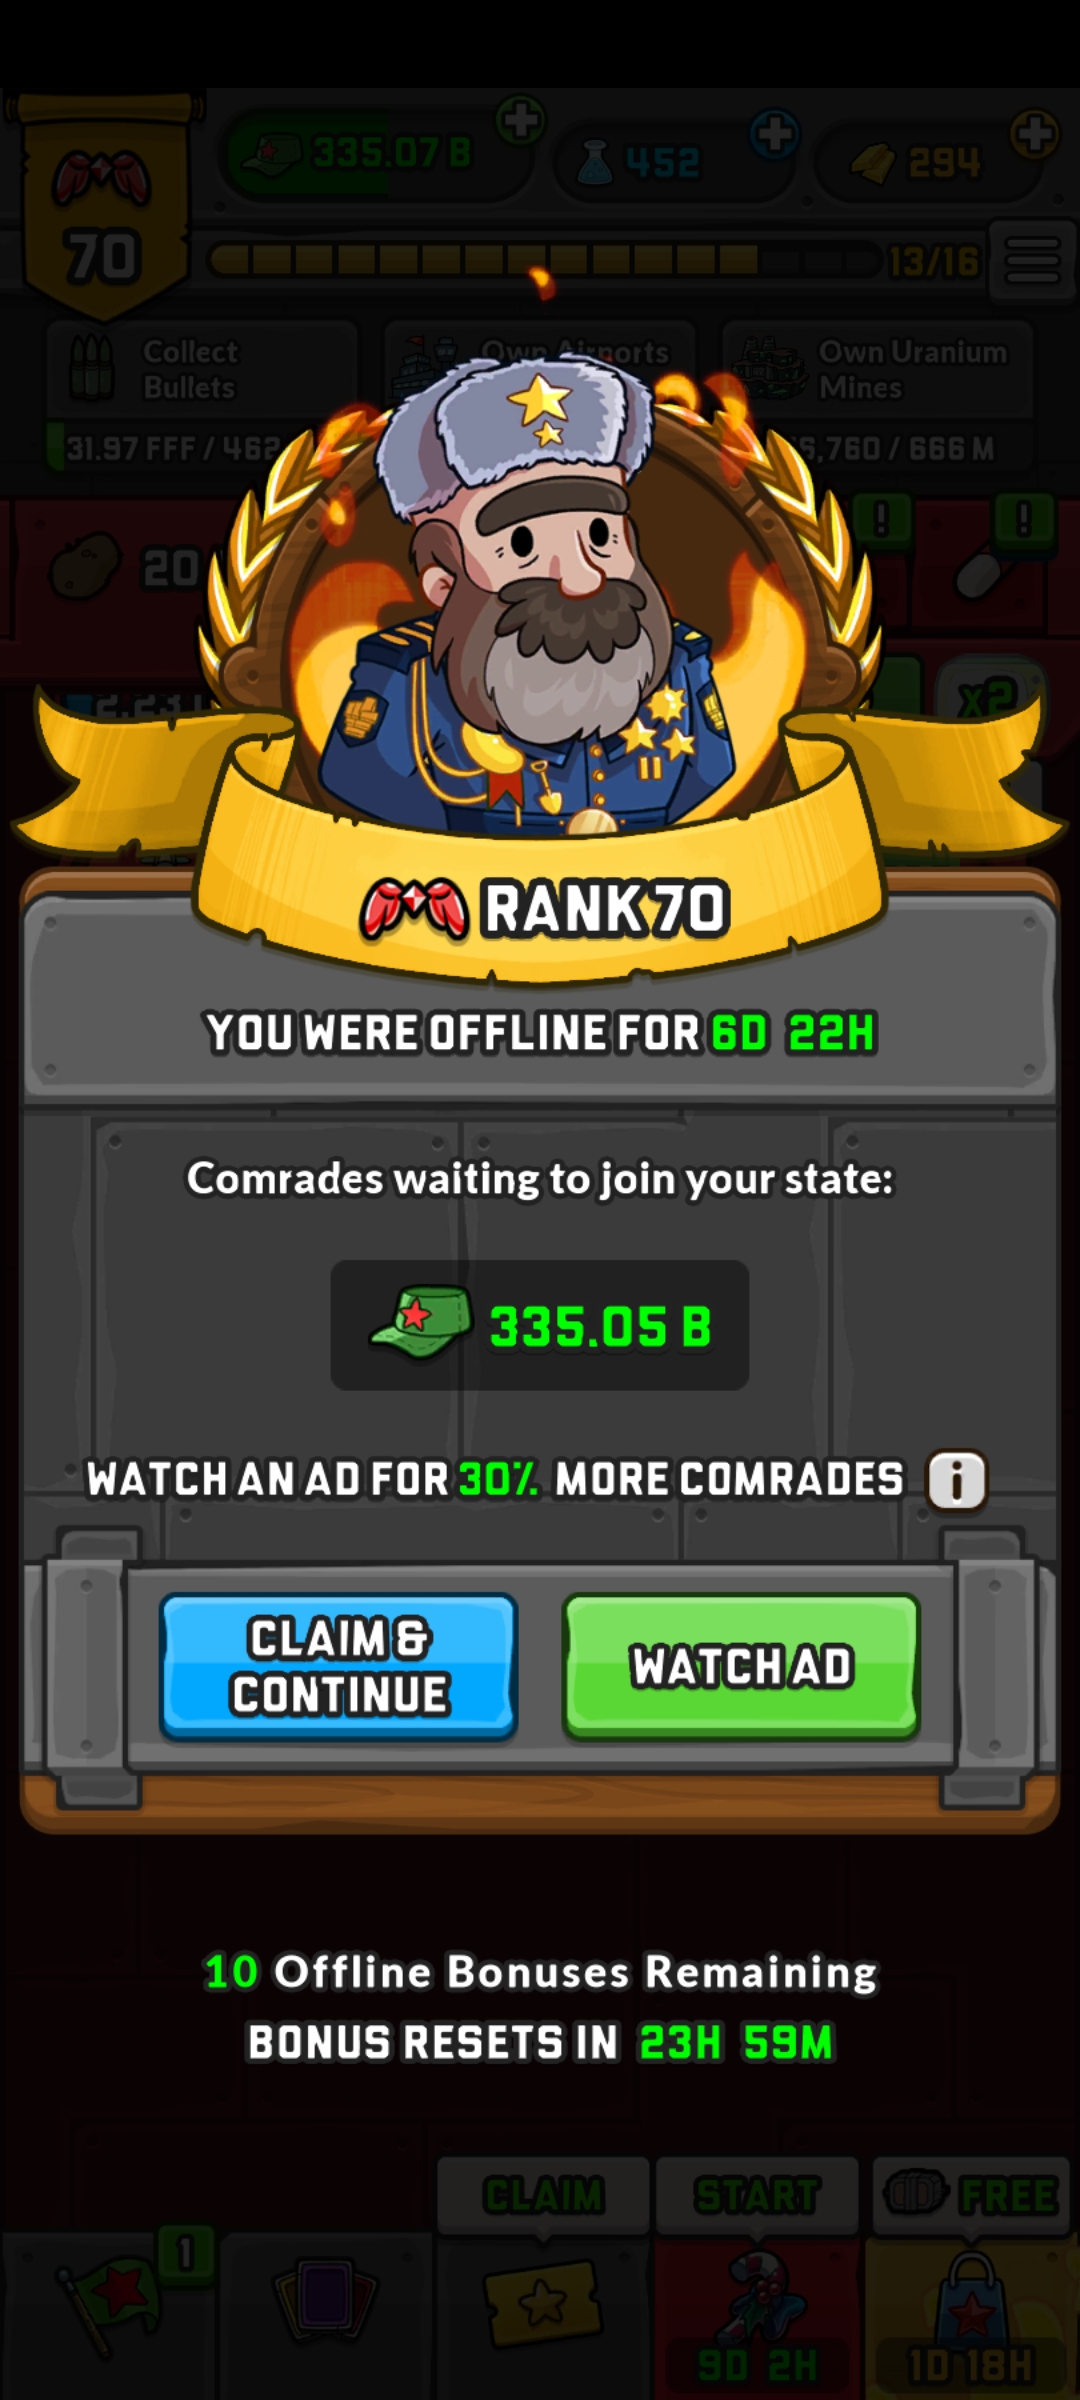 335.07 B
452
294
70
13/16
Collect
Bullets
Own Airports
Own Uranium
Mines
31.97 FFF / 462
6,760 / 666 M
20
!
!
x2
RANK 70
YOU WERE OFFLINE FOR 6D 22H
Comrades waiting to join your state:
335.05 B
WATCH AN AD FOR 30% MORE COMRADES
i
CLAIM &
CONTINUE
WATCH AD
10 Offline Bonuses Remaining
BONUS RESETS IN 23H 59M
CLAIM
START
FREE
1
9D 2H
1D 18H